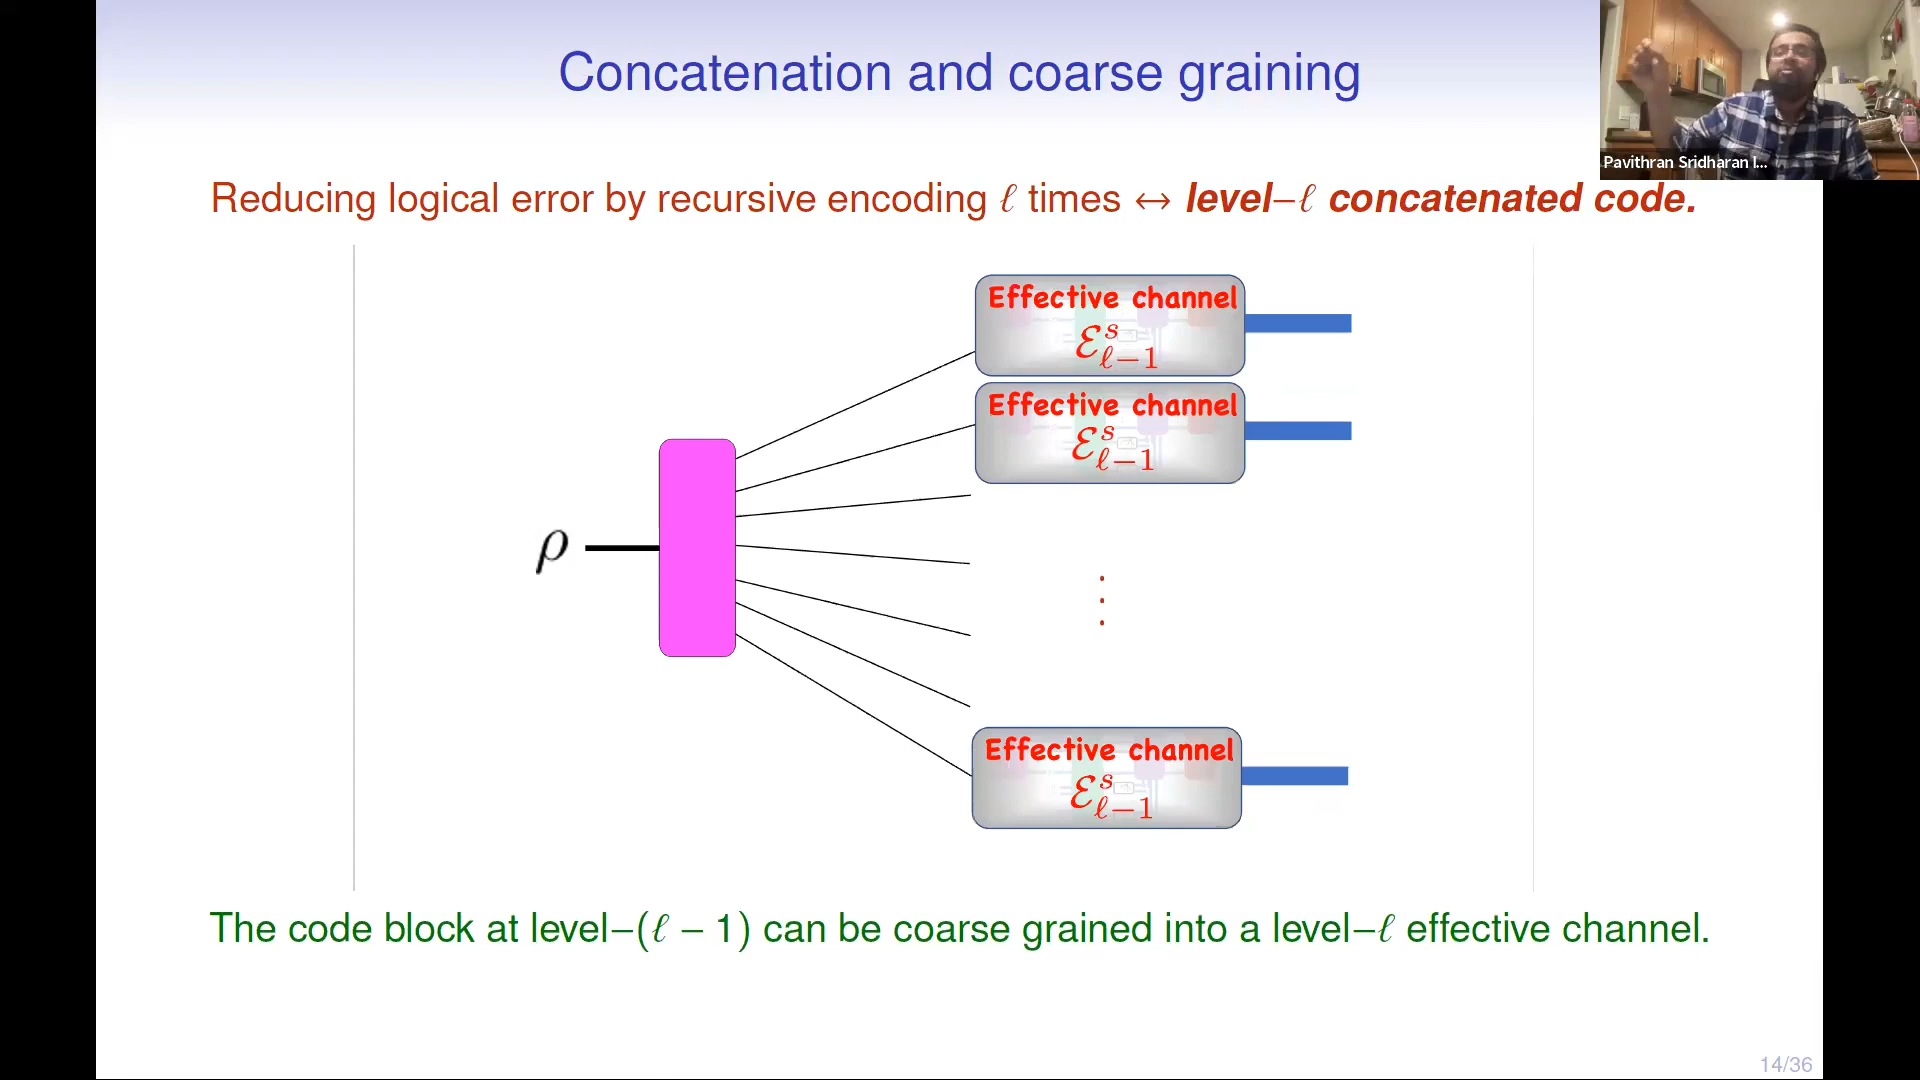 Concatenation and coarse graining
Pavithran Sridharan I...
Reducing logical error by recursive encoding ℓ times ↔ level–ℓ concatenated code.
Effective channel
ℰ^s_{ℓ−1}
Effective channel
ℰ^s_{ℓ−1}
ρ
⋮
Effective channel
ℰ^s_{ℓ−1}
The code block at level–(ℓ – 1) can be coarse grained into a level–ℓ effective channel.
14/36